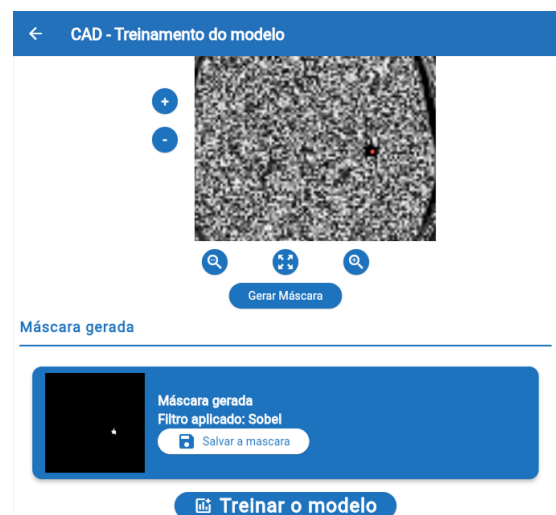 CAD - Treinamento do modelo
+
-
Gerar Máscara
Máscara gerada
Máscara gerada
Filtro aplicado: Sobel
Salvar a mascara
Treinar o modelo